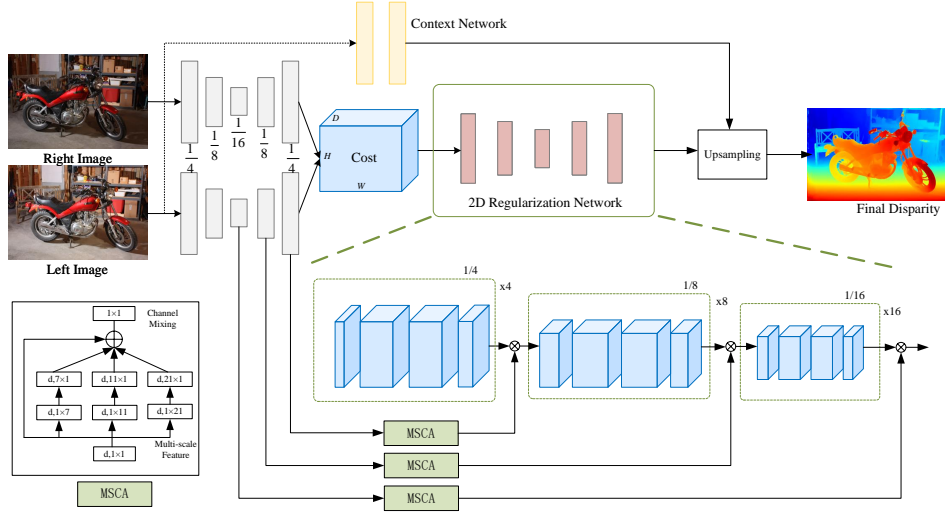 Context Network
Right Image
Left Image
1/4
1/8
1/16
1/8
1/4
D
H
Cost
W
2D Regularization Network
Upsampling
Final Disparity
1/4
x4
1/8
x8
1/16
x16
1×1
Channel
Mixing
d,7×1
d,11×1
d,21×1
d,1×7
d,1×11
d,1×21
Multi-scale
Feature
d,1×1
MSCA
MSCA
MSCA
MSCA